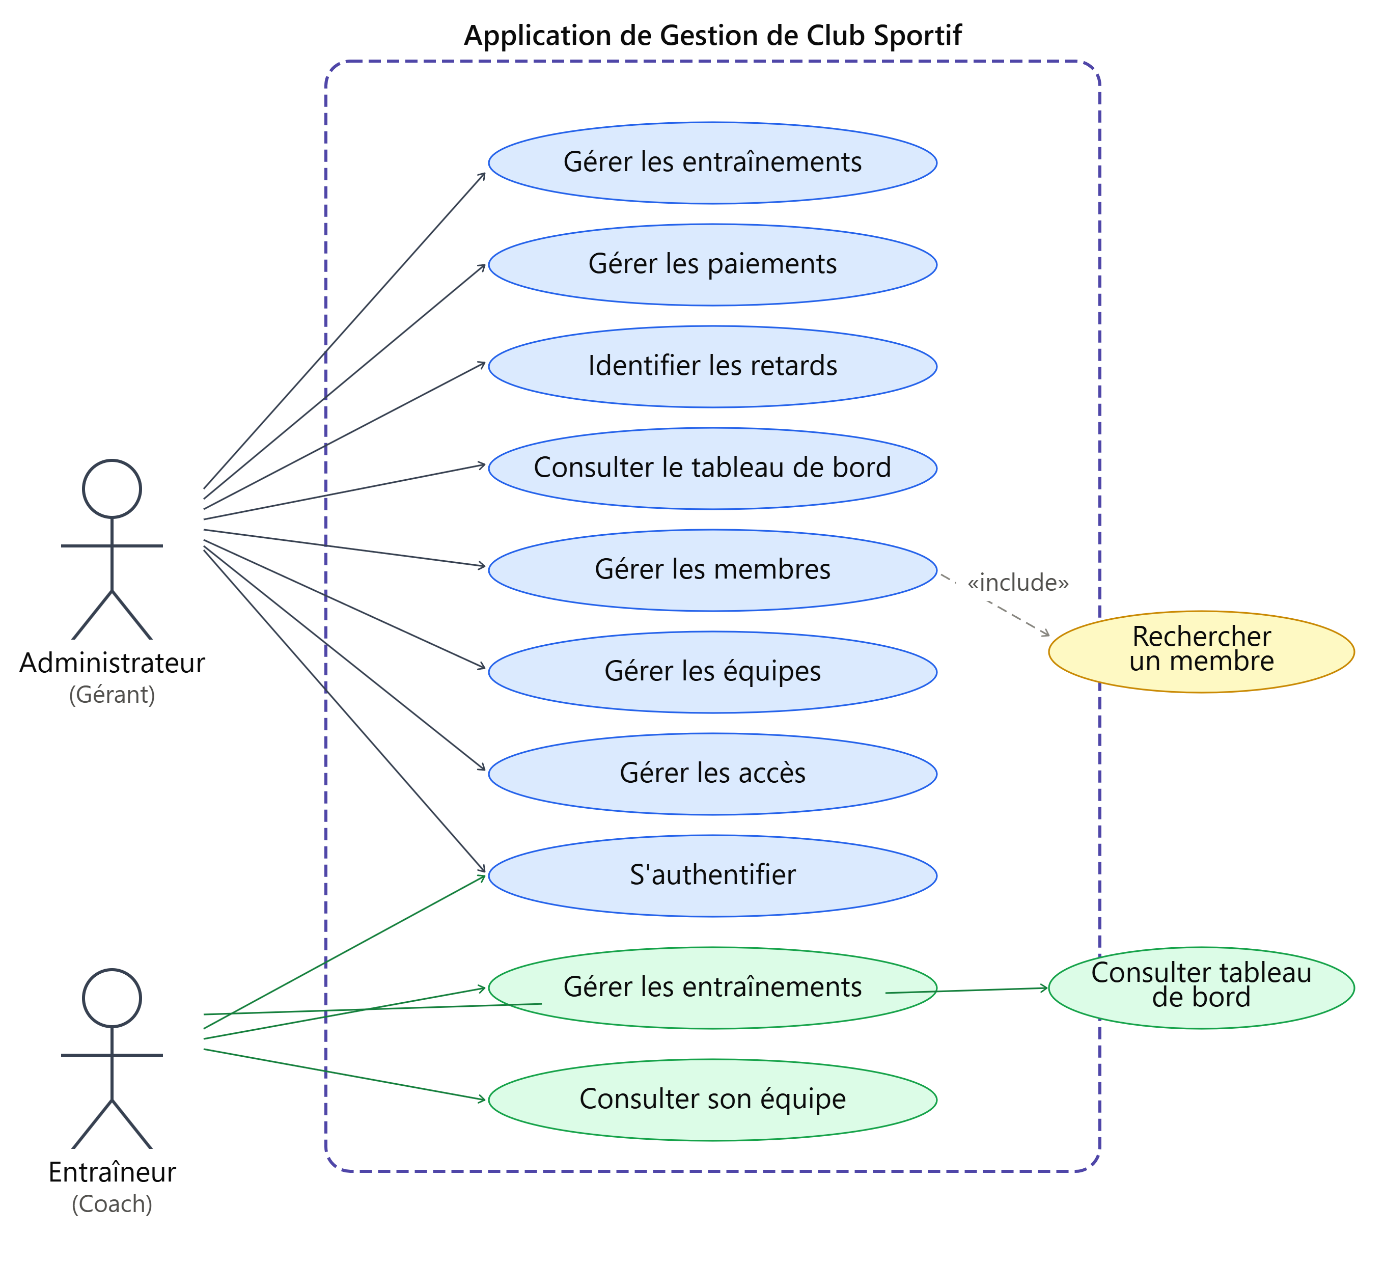 Application de Gestion de Club Sportif
Gérer les entraînements
Gérer les paiements
Identifier les retards
Consulter le tableau de bord
Gérer les membres
«include»
Rechercher
un membre
Administrateur
(Gérant)
Gérer les équipes
Gérer les accès
S'authentifier
Gérer les entraînements
Consulter tableau
de bord
Consulter son équipe
Entraîneur
(Coach)